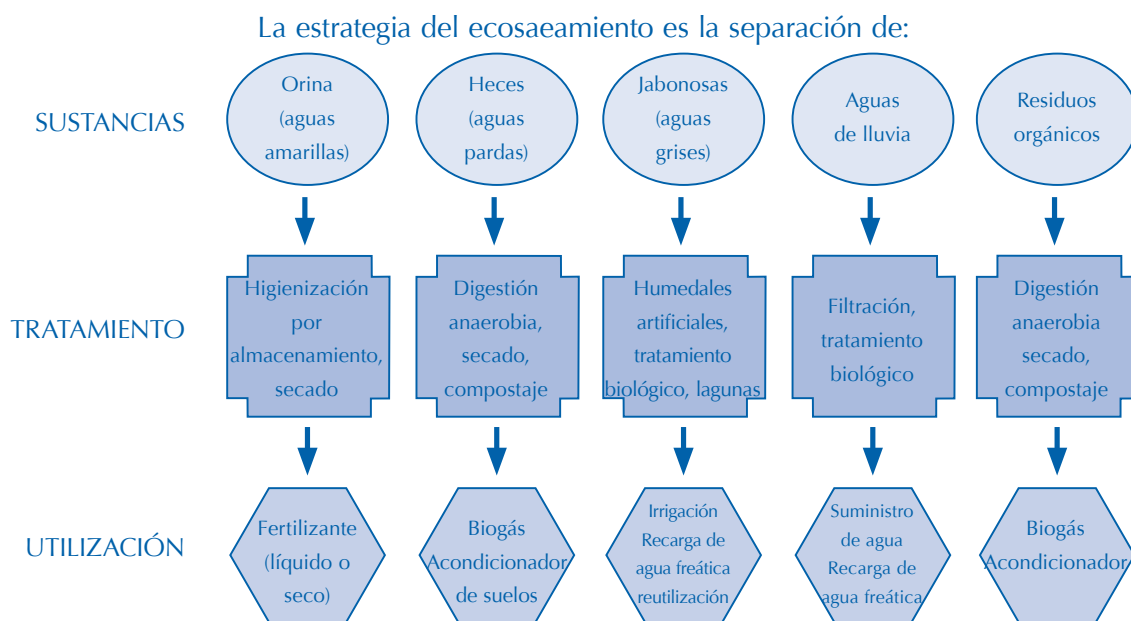 La estrategia del ecosaeamiento es la separación de:
SUSTANCIAS
Orina
(aguas
amarillas)
Heces
(aguas
pardas)
Jabonosas
(aguas
grises)
Aguas
de lluvia
Residuos
orgánicos
TRATAMIENTO
Higienización
por
almacenamiento,
secado
Digestión
anaerobia,
secado,
compostaje
Humedales
artificiales,
tratamiento
biológico, lagunas
Filtración,
tratamiento
biológico
Digestión
anaerobia
secado,
compostaje
UTILIZACIÓN
Fertilizante
(líquido o
seco)
Biogás
Acondicionador
de suelos
Irrigación
Recarga de
agua freática
reutilización
Suministro
de agua
Recarga de
agua freática
Biogás
Acondicionador